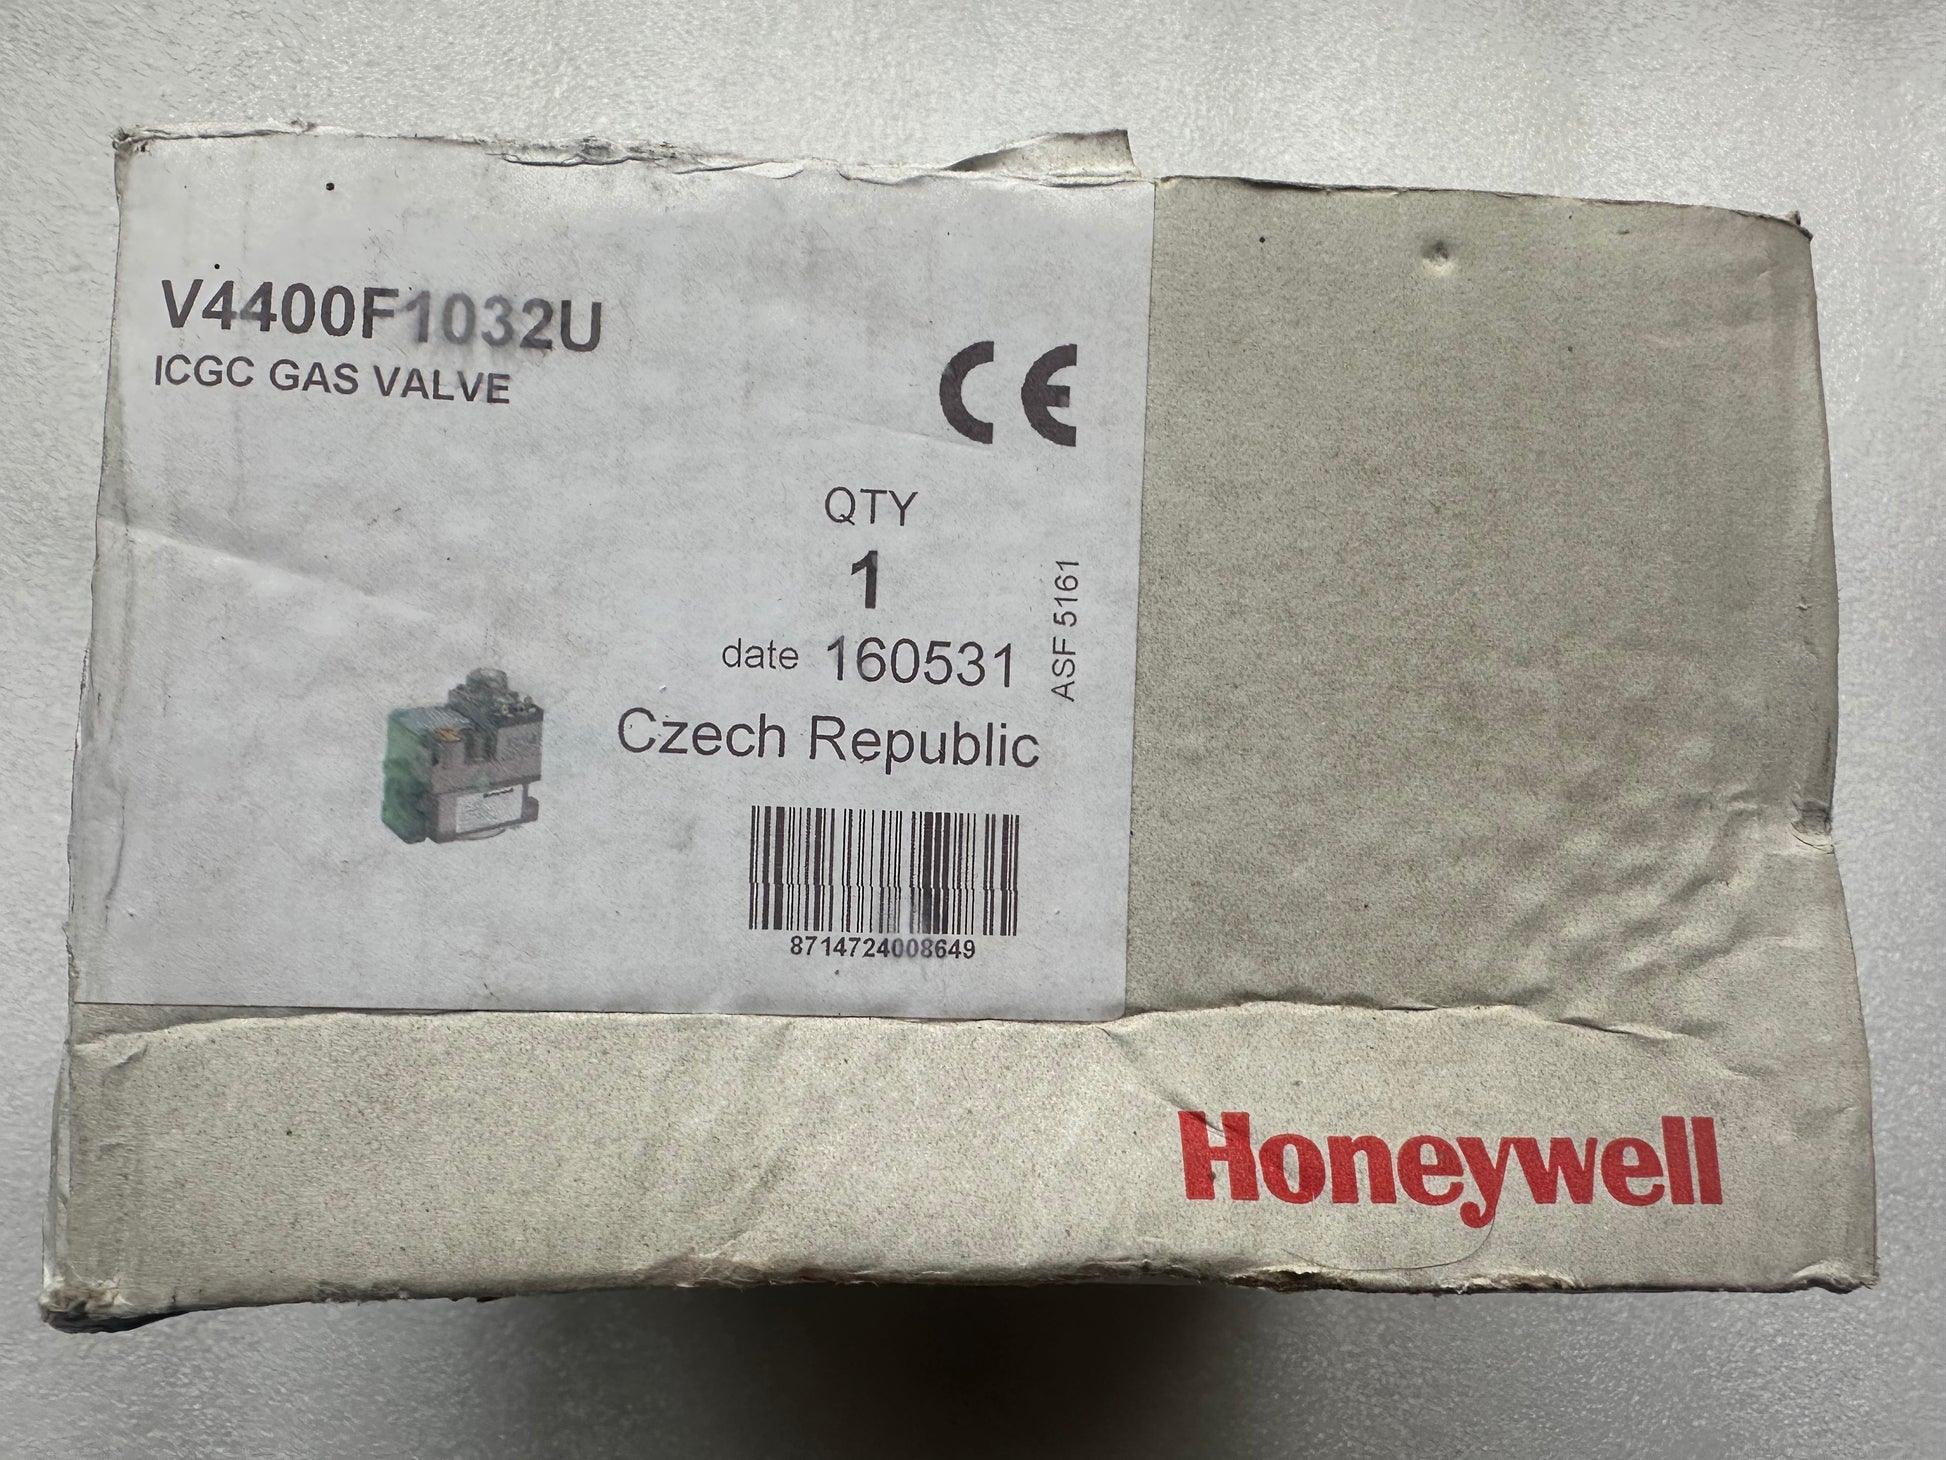 V4400F1032U
ICGC GAS VALVE
CE
QTY
1
date 160531
ASF 5161
Czech Republic
8714724008649
Honeywell